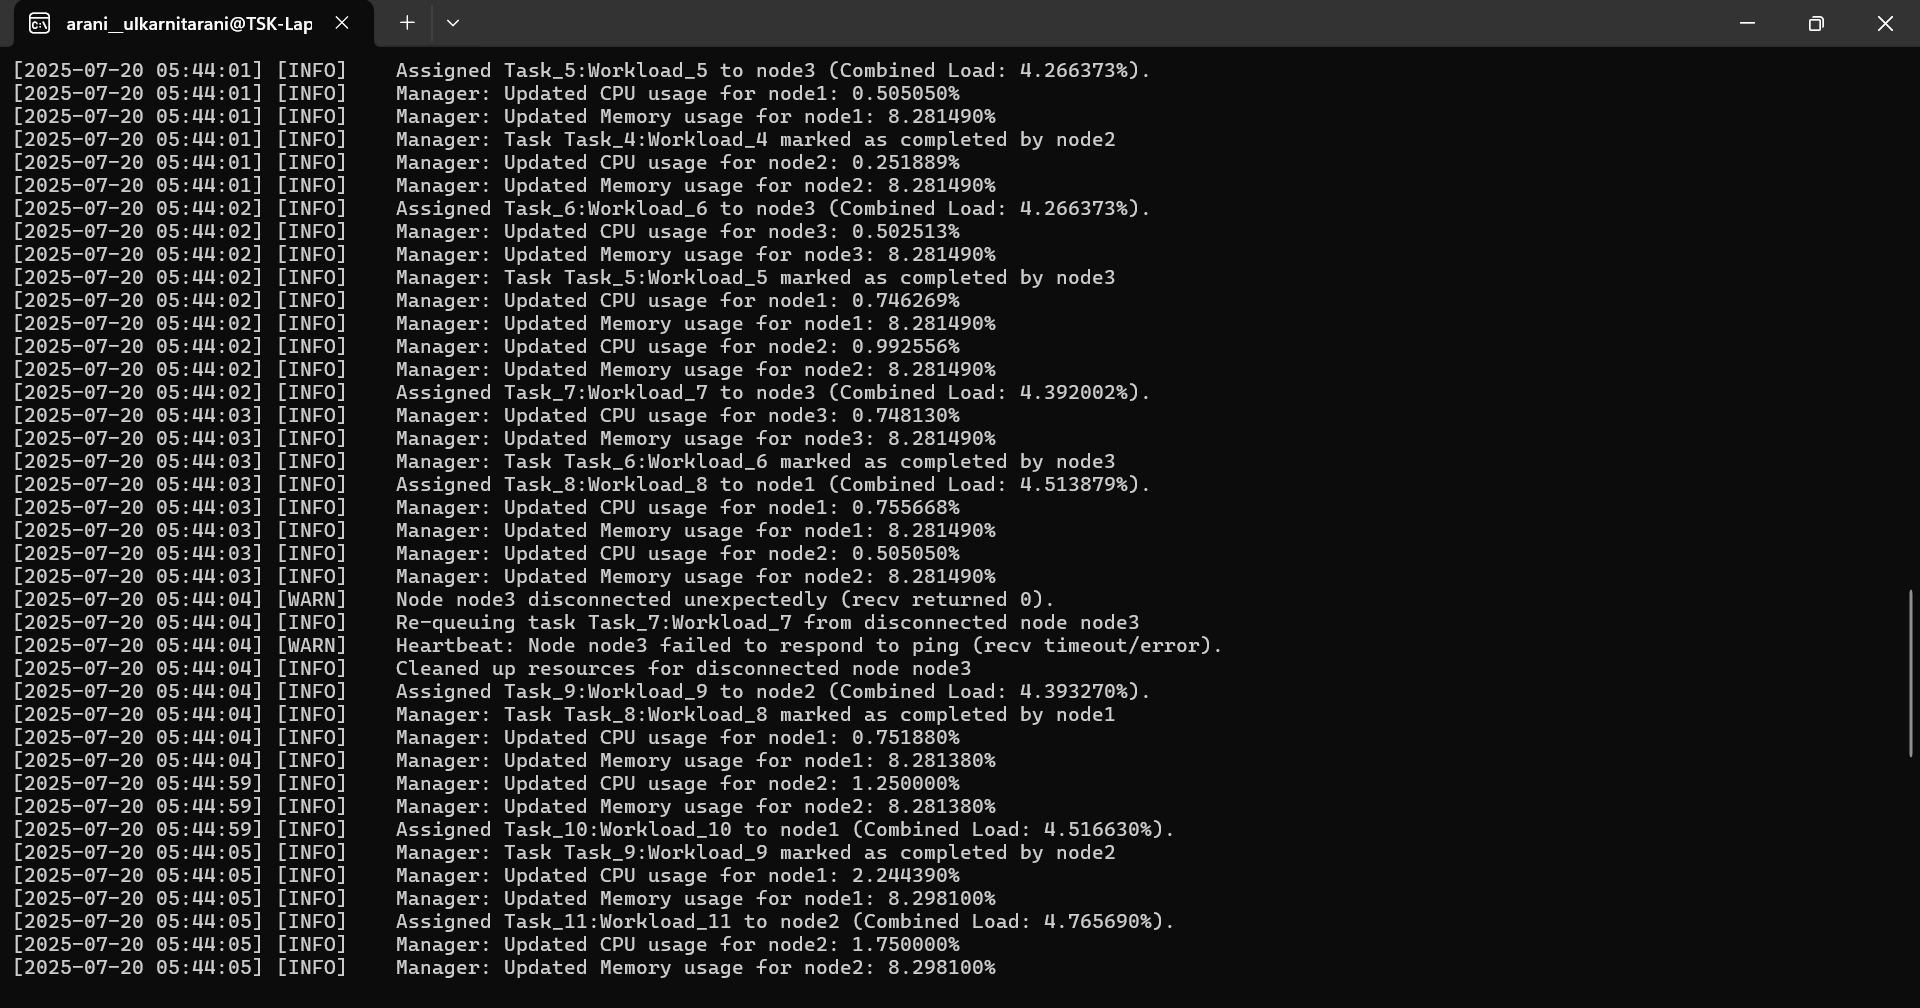 arani__ulkarnitarani@TSK-Lap
[2025-07-20 05:44:01] [INFO]    Assigned Task_5:Workload_5 to node3 (Combined Load: 4.266373%).
[2025-07-20 05:44:01] [INFO]    Manager: Updated CPU usage for node1: 0.505050%
[2025-07-20 05:44:01] [INFO]    Manager: Updated Memory usage for node1: 8.281490%
[2025-07-20 05:44:01] [INFO]    Manager: Task Task_4:Workload_4 marked as completed by node2
[2025-07-20 05:44:01] [INFO]    Manager: Updated CPU usage for node2: 0.251889%
[2025-07-20 05:44:01] [INFO]    Manager: Updated Memory usage for node2: 8.281490%
[2025-07-20 05:44:02] [INFO]    Assigned Task_6:Workload_6 to node3 (Combined Load: 4.266373%).
[2025-07-20 05:44:02] [INFO]    Manager: Updated CPU usage for node3: 0.502513%
[2025-07-20 05:44:02] [INFO]    Manager: Updated Memory usage for node3: 8.281490%
[2025-07-20 05:44:02] [INFO]    Manager: Task Task_5:Workload_5 marked as completed by node3
[2025-07-20 05:44:02] [INFO]    Manager: Updated CPU usage for node1: 0.746269%
[2025-07-20 05:44:02] [INFO]    Manager: Updated Memory usage for node1: 8.281490%
[2025-07-20 05:44:02] [INFO]    Manager: Updated CPU usage for node2: 0.992556%
[2025-07-20 05:44:02] [INFO]    Manager: Updated Memory usage for node2: 8.281490%
[2025-07-20 05:44:02] [INFO]    Assigned Task_7:Workload_7 to node3 (Combined Load: 4.392002%).
[2025-07-20 05:44:03] [INFO]    Manager: Updated CPU usage for node3: 0.748130%
[2025-07-20 05:44:03] [INFO]    Manager: Updated Memory usage for node3: 8.281490%
[2025-07-20 05:44:03] [INFO]    Manager: Task Task_6:Workload_6 marked as completed by node3
[2025-07-20 05:44:03] [INFO]    Assigned Task_8:Workload_8 to node1 (Combined Load: 4.513879%).
[2025-07-20 05:44:03] [INFO]    Manager: Updated CPU usage for node1: 0.755668%
[2025-07-20 05:44:03] [INFO]    Manager: Updated Memory usage for node1: 8.281490%
[2025-07-20 05:44:03] [INFO]    Manager: Updated CPU usage for node2: 0.505050%
[2025-07-20 05:44:03] [INFO]    Manager: Updated Memory usage for node2: 8.281490%
[2025-07-20 05:44:04] [WARN]    Node node3 disconnected unexpectedly (recv returned 0).
[2025-07-20 05:44:04] [INFO]    Re-queuing task Task_7:Workload_7 from disconnected node node3
[2025-07-20 05:44:04] [WARN]    Heartbeat: Node node3 failed to respond to ping (recv timeout/error).
[2025-07-20 05:44:04] [INFO]    Cleaned up resources for disconnected node node3
[2025-07-20 05:44:04] [INFO]    Assigned Task_9:Workload_9 to node2 (Combined Load: 4.393270%).
[2025-07-20 05:44:04] [INFO]    Manager: Task Task_8:Workload_8 marked as completed by node1
[2025-07-20 05:44:04] [INFO]    Manager: Updated CPU usage for node1: 0.751880%
[2025-07-20 05:44:04] [INFO]    Manager: Updated Memory usage for node1: 8.281380%
[2025-07-20 05:44:59] [INFO]    Manager: Updated CPU usage for node2: 1.250000%
[2025-07-20 05:44:59] [INFO]    Manager: Updated Memory usage for node2: 8.281380%
[2025-07-20 05:44:59] [INFO]    Assigned Task_10:Workload_10 to node1 (Combined Load: 4.516630%).
[2025-07-20 05:44:05] [INFO]    Manager: Task Task_9:Workload_9 marked as completed by node2
[2025-07-20 05:44:05] [INFO]    Manager: Updated CPU usage for node1: 2.244390%
[2025-07-20 05:44:05] [INFO]    Manager: Updated Memory usage for node1: 8.298100%
[2025-07-20 05:44:05] [INFO]    Assigned Task_11:Workload_11 to node2 (Combined Load: 4.765690%).
[2025-07-20 05:44:05] [INFO]    Manager: Updated CPU usage for node2: 1.750000%
[2025-07-20 05:44:05] [INFO]    Manager: Updated Memory usage for node2: 8.298100%